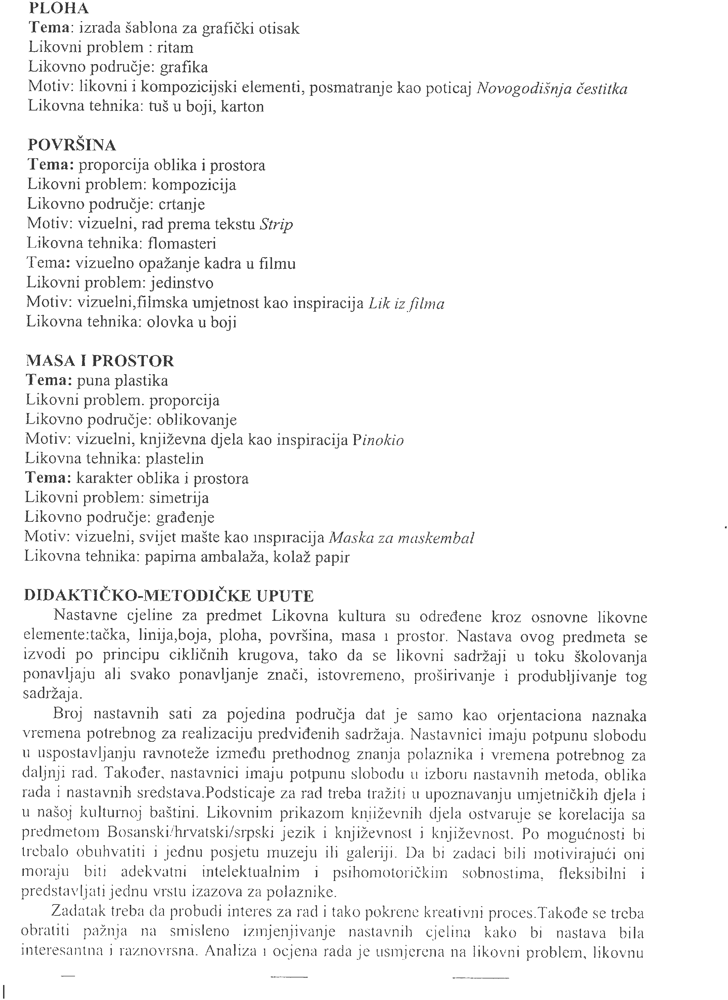 PLOHA
Tema: izrada šablona za grafički otisak
Likovni problem : ritam
Likovno područje: grafika
Motiv: likovni i kompozicijski elementi, posmatranje kao poticaj Novogodišnja čestitka
Likovna tehnika: tuš u boji, karton
POVRŠINA
Tema: proporcija oblika i prostora
Likovni problem: kompozicija
Likovno područje: crtanje
Motiv: vizuelni, rad prema tekstu Strip
Likovna tehnika: flomasteri
Tema: vizuelno opažanje kadra u filmu
Likovni problem: jedinstvo
Motiv: vizuelni,filmska umjetnost kao inspiracija Lik iz filma
Likovna tehnika: olovka u boji
MASA I PROSTOR
Tema: puna plastika
Likovni problem. proporcija
Likovno područje: oblikovanje
Motiv: vizuelni, književna djela kao inspiracija Pinokio
Likovna tehnika: plastelin
Tema: karakter oblika i prostora
Likovni problem: simetrija
Likovno područje: građenje
Motiv: vizuelni, svijet mašte kao inspiracija Maska za maskembal
Likovna tehnika: papirna ambalaža, kolaž papir
DIDAKTIČKO-METODIČKE UPUTE
Nastavne cjeline za predmet Likovna kultura su određene kroz osnovne likovne
elemente:tačka, linija,boja, ploha, površina, masa i prostor. Nastava ovog predmeta se
izvodi po principu cikličnih krugova, tako da se likovni sadržaji u toku školovanja
ponavljaju ali svako ponavljanje znači, istovremeno, proširivanje i produbljivanje tog
sadržaja.
Broj nastavnih sati za pojedina područja dat je samo kao orjentaciona naznaka
vremena potrebnog za realizaciju predviđenih sadržaja. Nastavnici imaju potpunu slobodu
u uspostavljanju ravnoteže između prethodnog znanja polaznika i vremena potrebnog za
daljnji rad. Također, nastavnici imaju potpunu slobodu u izboru nastavnih metoda, oblika
rada i nastavnih sredstava.Podsticaje za rad treba tražiti u upoznavanju umjetničkih djela i
u našoj kulturnoj baštini. Likovnim prikazom književnih djela ostvaruje se korelacija sa
predmetom Bosanski/hrvatski/srpski jezik i književnost i književnost. Po mogućnosti bi
trebalo obuhvatiti i jednu posjetu muzeju ili galeriji. Da bi zadaci bili motivirajući oni
moraju biti adekvatni intelektualnim i psihomotoričkim sobnostima, fleksibilni i
predstavljati jednu vrstu izazova za polaznike.
Zadatak treba da probudi interes za rad i tako pokrene kreativni proces.Takođe se treba
obratiti pažnja na smisleno izmjenjivanje nastavnih cjelina kako bi nastava bila
interesantna i raznovrsna. Analiza i ocjena rada je usmjerena na likovni problem, likovnu